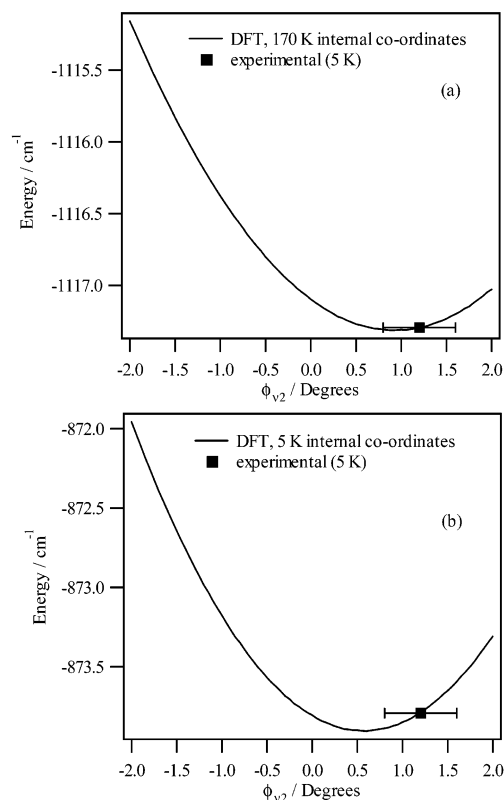 DFT, 170 K internal co-ordinates
experimental (5 K)
(a)
Energy / cm⁻¹
-1115.5
-1116.0
-1116.5
-1117.0
-2.0 -1.5 -1.0 -0.5 0.0 0.5 1.0 1.5 2.0
ϕν2 / Degrees
DFT, 5 K internal co-ordinates
experimental (5 K)
(b)
Energy / cm⁻¹
-872.0
-872.5
-873.0
-873.5
-2.0 -1.5 -1.0 -0.5 0.0 0.5 1.0 1.5 2.0
ϕν2 / Degrees